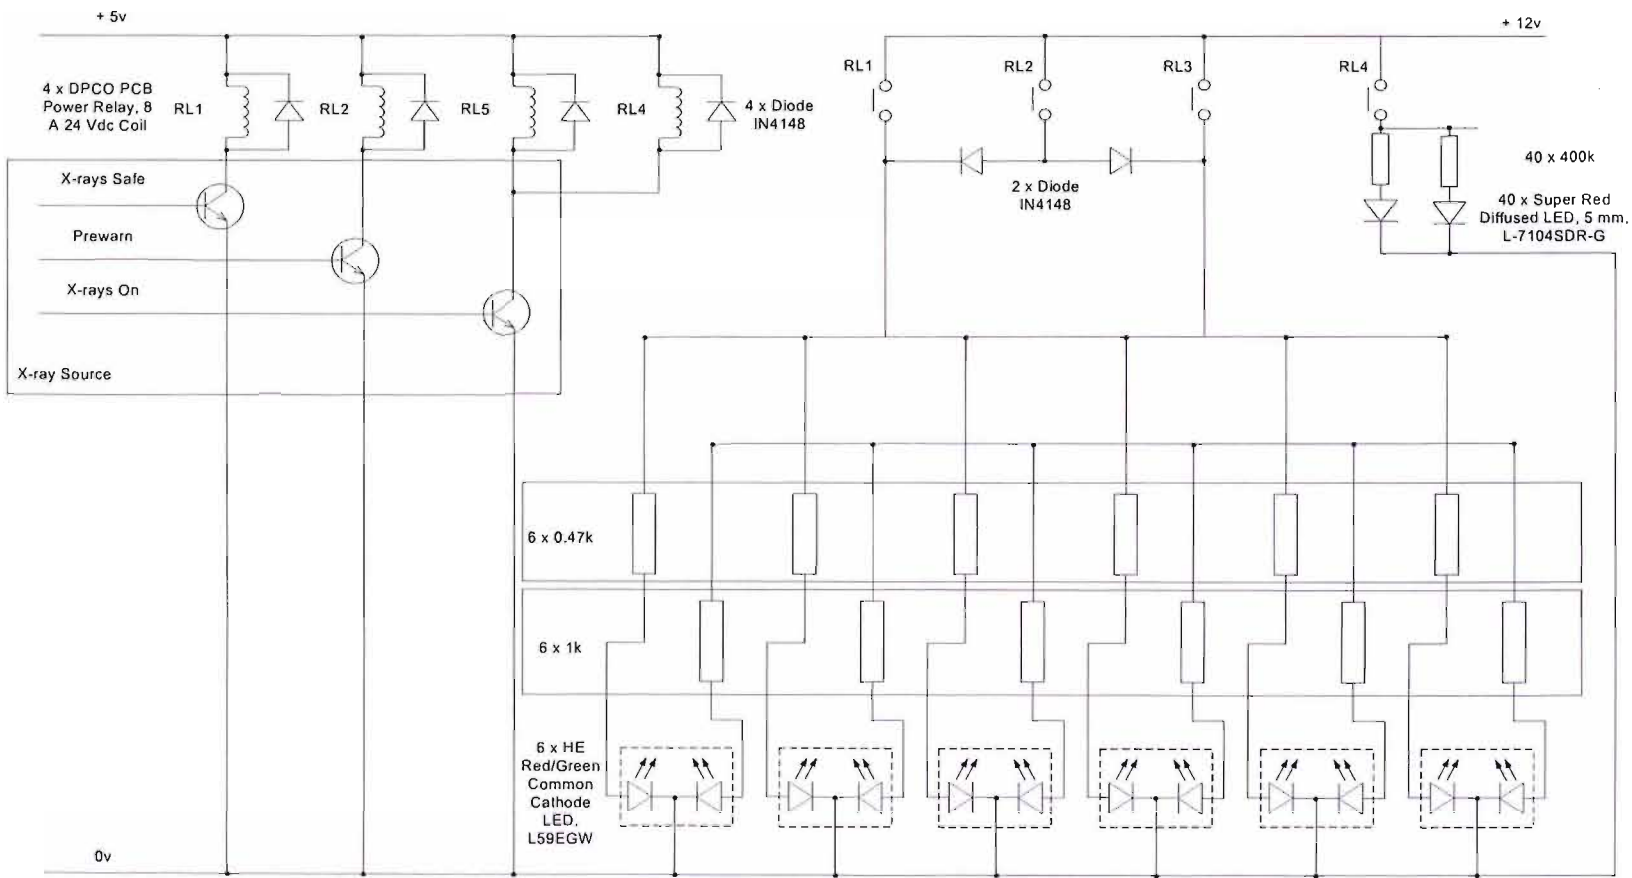 + 5v
+ 12v
4 x DPCO PCB
Power Relay, 8
A 24 Vdc Coil
RL1
RL2
RL5
RL4
4 x Diode
IN4148
RL1
RL2
RL3
RL4
2 x Diode
IN4148
40 x 400k
40 x Super Red
Diffused LED, 5 mm,
L-7104SDR-G
X-rays Safe
Prewarn
X-rays On
X-ray Source
6 x 0.47k
6 x 1k
6 x HE
Red/Green
Common
Cathode
LED,
L59EGW
0v